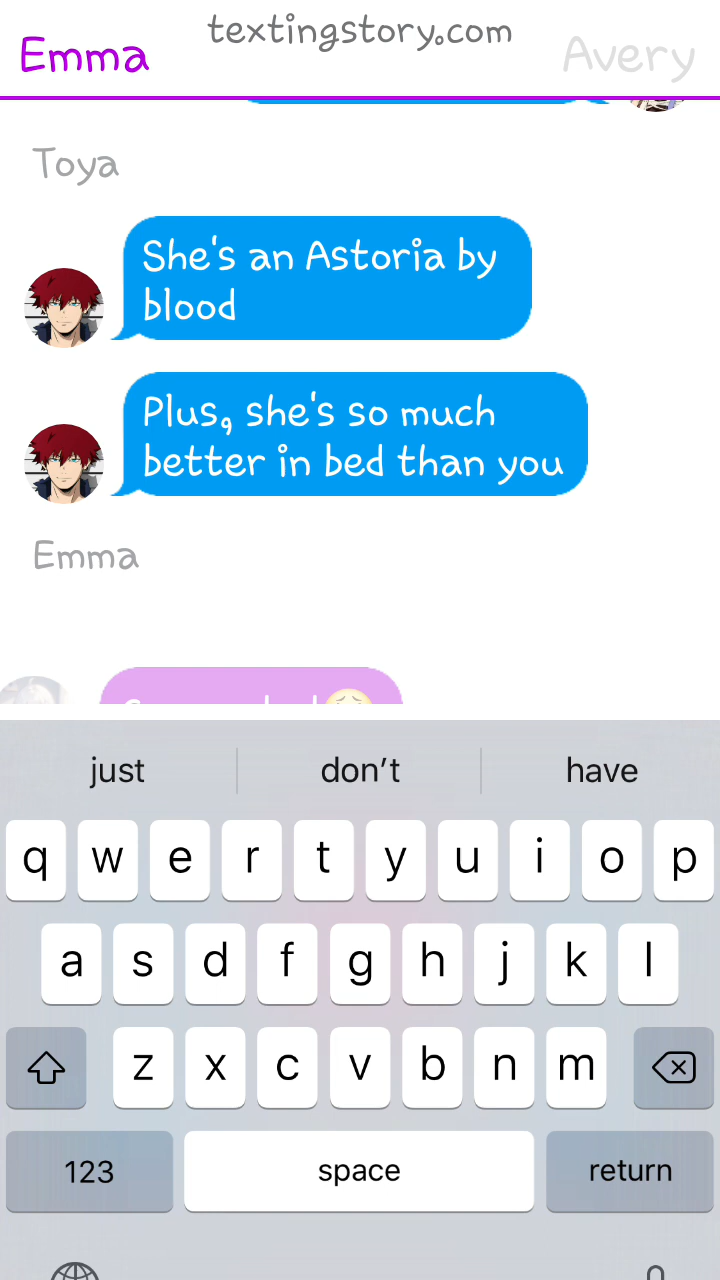 textingstory.com
Emma
Avery
Toya
She's an Astoria by
blood
Plus, she's so much
better in bed than you
Emma
just don't have
q w e r t y u i o p
a s d f g h j k l
z x c v b n m
123 space return